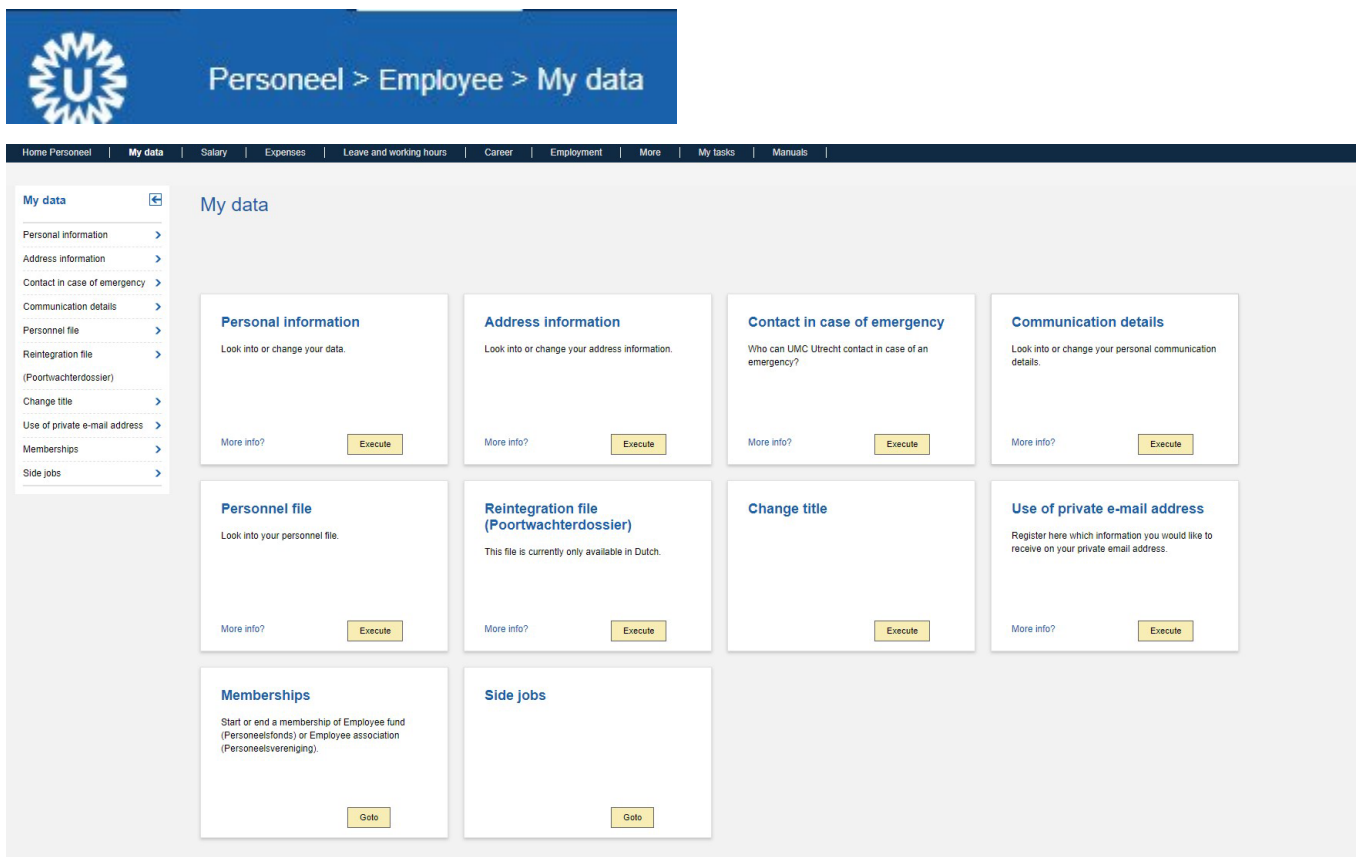 U
Personeel > Employee > My data
Home Personeel | My data | Salary | Expenses | Leave and working hours | Career | Employment | More | My tasks | Manuals |
My data
Personal information
Address information
Contact in case of emergency
Communication details
Personnel file
Reintegration file
(Poortwachterdossier)
Change title
Use of private e-mail address
Memberships
Side jobs
My data
Personal information
Look into or change your data.
More info?
Execute
Address information
Look into or change your address information.
More info?
Execute
Contact in case of emergency
Who can UMC Utrecht contact in case of an
emergency?
More info?
Execute
Communication details
Look into or change your personal communication
details.
More info?
Execute
Personnel file
Look into your personnel file.
More info?
Execute
Reintegration file
(Poortwachterdossier)
This file is currently only available in Dutch.
More info?
Execute
Change title
Execute
Use of private e-mail address
Register here which information you would like to
receive on your private email address.
More info?
Execute
Memberships
Start or end a membership of Employee fund
(Personeelsfonds) or Employee association
(Personeelsvereniging).
Goto
Side jobs
Goto